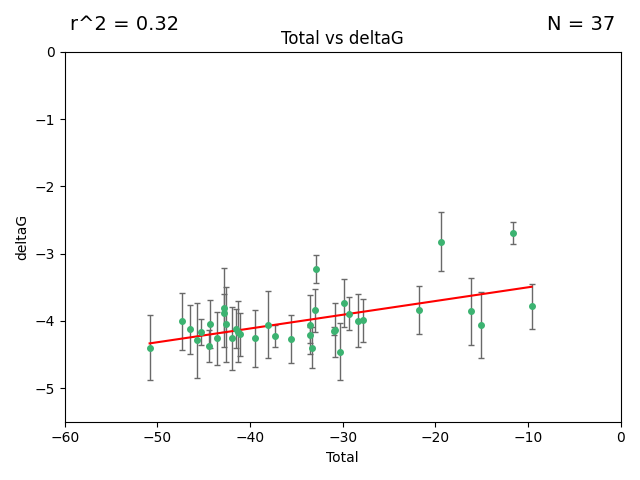 r^2 = 0.32
N = 37
Total vs deltaG
0
−1
−2
−3
−4
−5
deltaG
−60
−50
−40
−30
−20
−10
0
Total